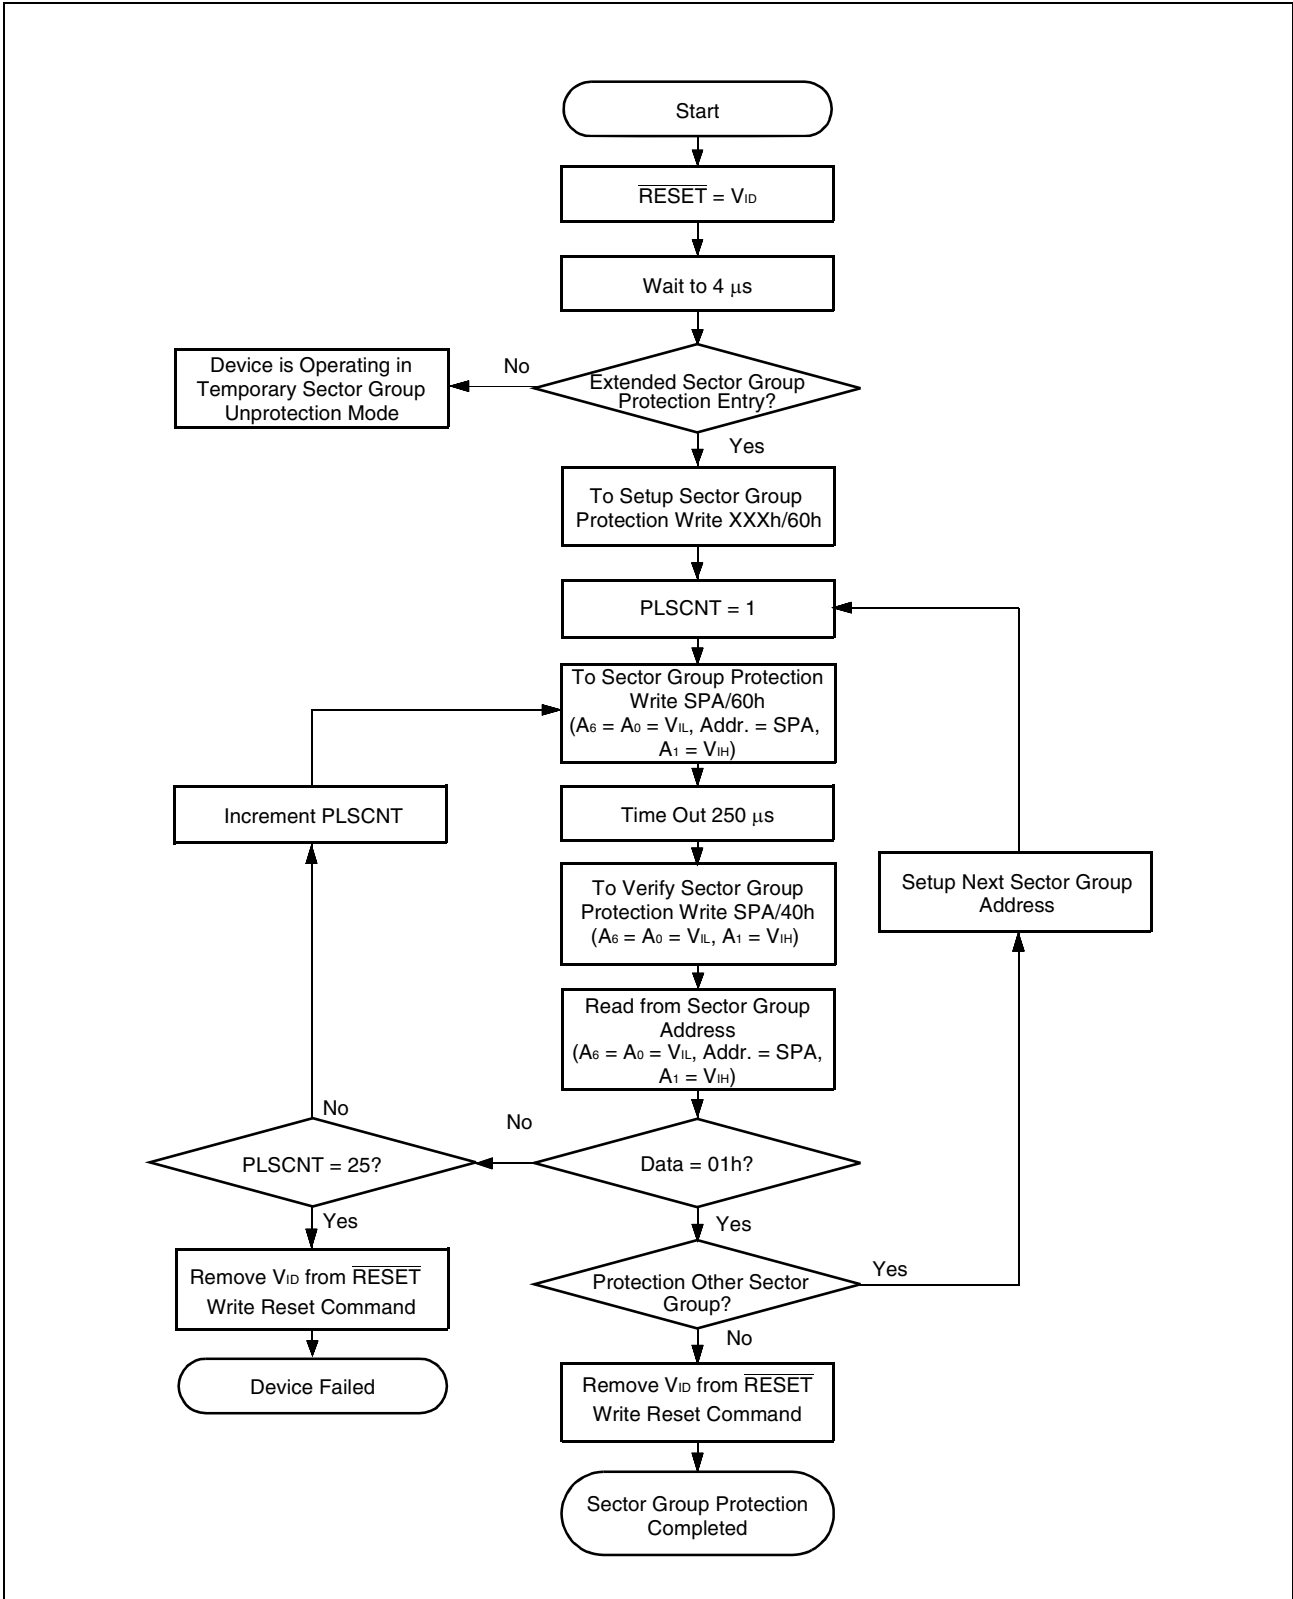 Start
RESET = VID
Wait to 4 μs
No
Device is Operating in
Temporary Sector Group
Unprotection Mode
Extended Sector Group
Protection Entry?
Yes
To Setup Sector Group
Protection Write XXXh/60h
PLSCNT = 1
To Sector Group Protection
Write SPA/60h
(A6 = A0 = VIL, Addr. = SPA,
A1 = VIH)
Increment PLSCNT
Time Out 250 μs
To Verify Sector Group
Protection Write SPA/40h
(A6 = A0 = VIL, A1 = VIH)
Setup Next Sector Group
Address
Read from Sector Group
Address
(A6 = A0 = VIL, Addr. = SPA,
A1 = VIH)
No
No
PLSCNT = 25?
Data = 01h?
Yes
Yes
Remove VID from RESET
Write Reset Command
Protection Other Sector
Group?
Yes
No
Device Failed
Remove VID from RESET
Write Reset Command
Sector Group Protection
Completed